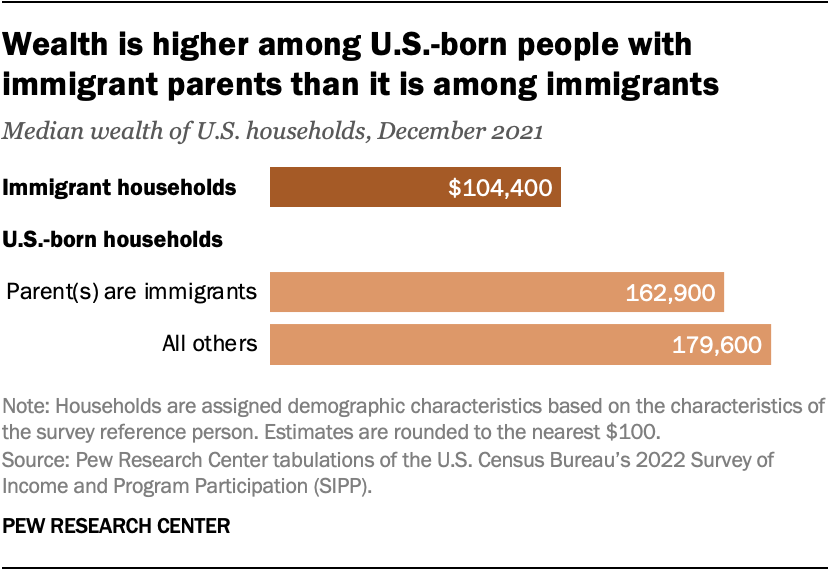 Wealth is higher among U.S.-born people with
immigrant parents than it is among immigrants
Median wealth of U.S. households, December 2021
Immigrant households $104,400
U.S.-born households
Parent(s) are immigrants 162,900
All others 179,600
Note: Households are assigned demographic characteristics based on the characteristics of
the survey reference person. Estimates are rounded to the nearest $100.
Source: Pew Research Center tabulations of the U.S. Census Bureau’s 2022 Survey of
Income and Program Participation (SIPP).
PEW RESEARCH CENTER